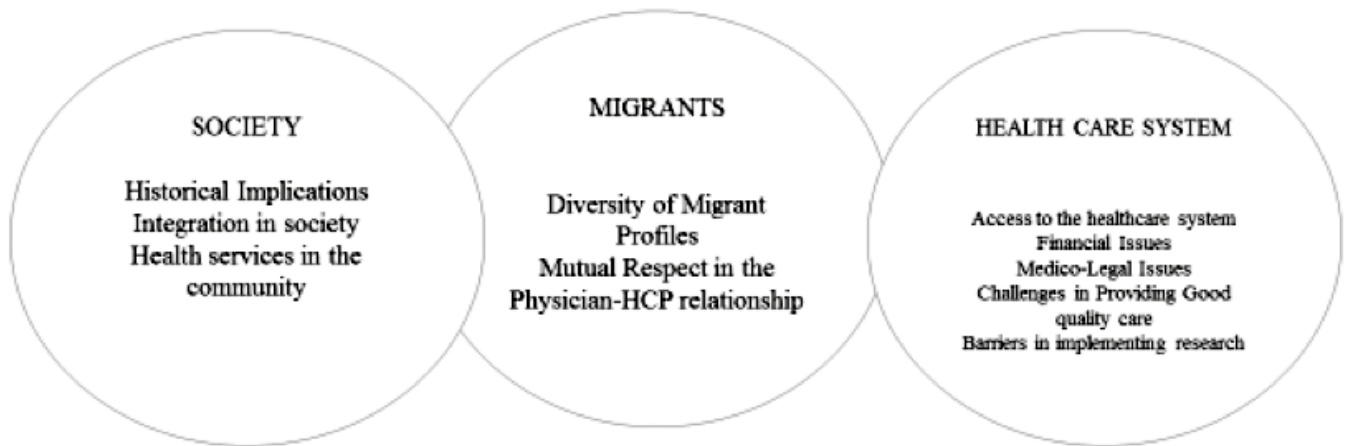 SOCIETY
Historical Implications
Integration in society
Health services in the
community
MIGRANTS
Diversity of Migrant
Profiles
Mutual Respect in the
Physician-HCP relationship
HEALTH CARE SYSTEM
Access to the healthcare system
Financial Issues
Medico-Legal Issues
Challenges in Providing Good
quality care
Barriers in implementing research